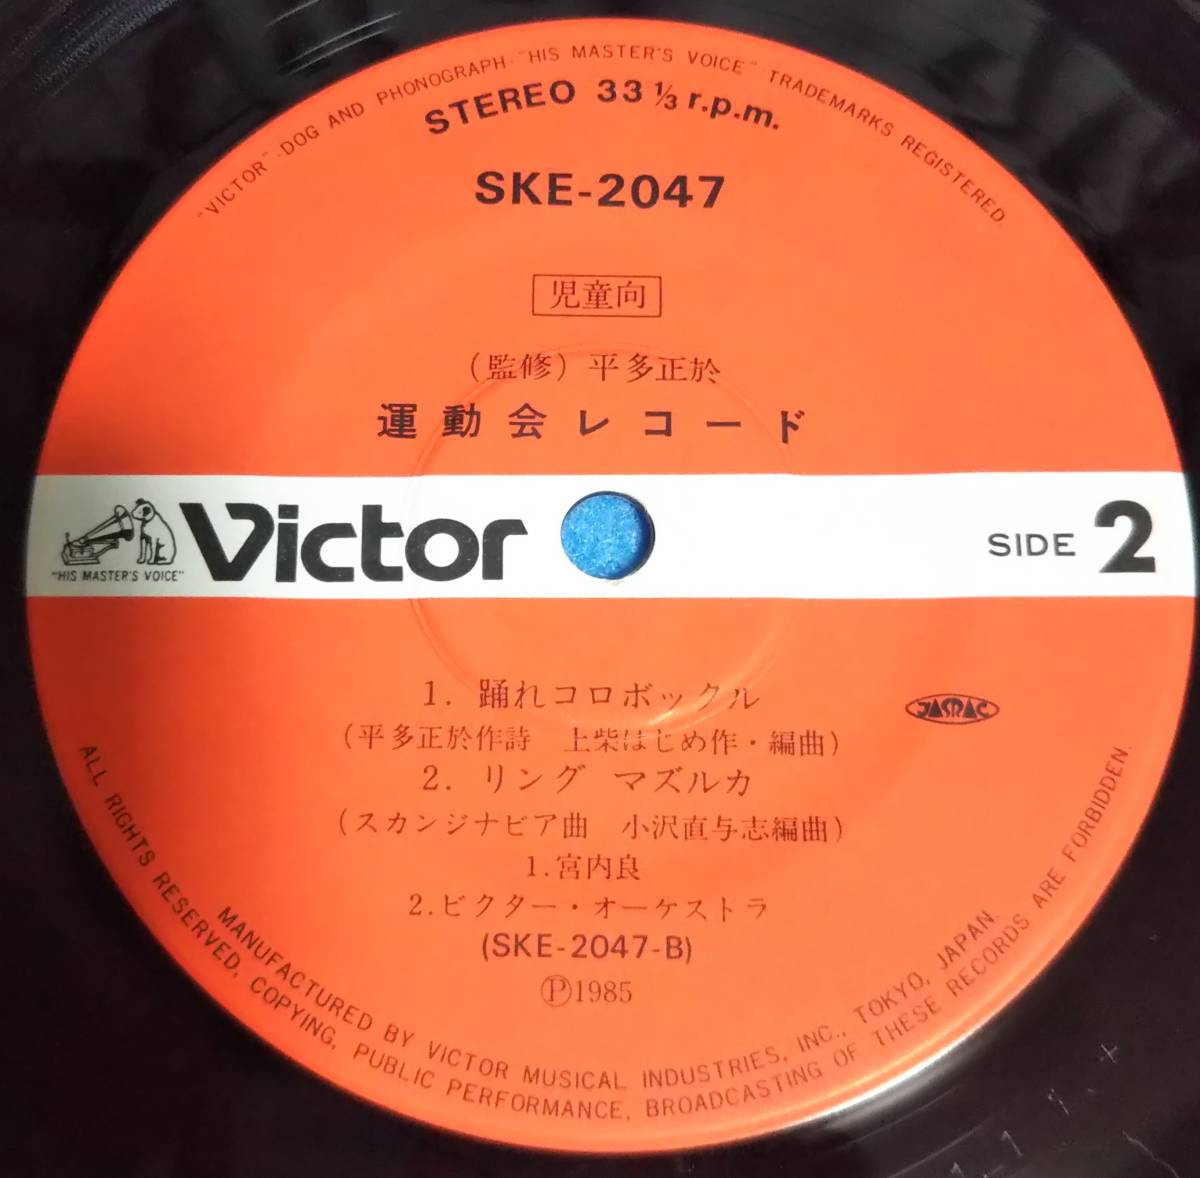 "VICTOR"-DOG AND PHONOGRAPH-"HIS MASTER'S VOICE" TRADEMARKS REGISTERED
STEREO 33 1/3 r.p.m.
SKE-2047
児童向
(監修) 平多正於
運動会レコード
"HIS MASTER'S VOICE"
Victor
SIDE 2
1. 踊れコロボックル
(平多正於作詩 上柴はじめ作・編曲)
JASRAC
2. リング マズルカ
(スカンジナビア曲 小沢直与志編曲)
1.宮内良
2.ビクター・オーケストラ
(SKE-2047-B)
Ⓟ1985
MANUFACTURED BY VICTOR MUSICAL INDUSTRIES, INC., TOKYO, JAPAN.
ALL RIGHTS RESERVED, COPYING, PUBLIC PERFORMANCE, BROADCASTING OF THESE RECORDS ARE FORBIDDEN.